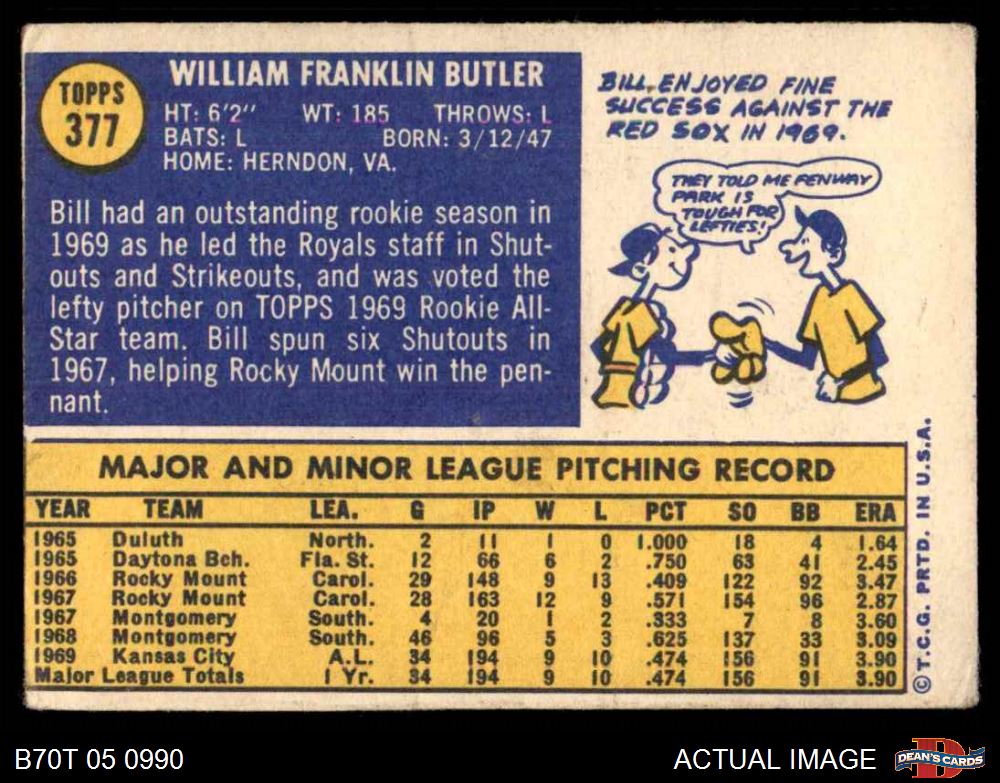 TOPPS
377
WILLIAM FRANKLIN BUTLER
HT: 6'2" WT: 185 THROWS: L
BATS: L BORN: 3/12/47
HOME: HERNDON, VA.
Bill had an outstanding rookie season in
1969 as he led the Royals staff in Shut-
outs and Strikeouts, and was voted the
lefty pitcher on TOPPS 1969 Rookie All-
Star team. Bill spun six Shutouts in
1967, helping Rocky Mount win the pen-
nant.
BILL ENJOYED FINE
SUCCESS AGAINST THE
RED SOX IN 1969.
THEY TOLD ME FENWAY
PARK IS
TOUGH FOR
LEFTIES!
MAJOR AND MINOR LEAGUE PITCHING RECORD
YEAR TEAM LEA. G IP W L PCT SO BB ERA
1965 Duluth North. 2 11 1 0 1.000 18 4 1.64
1965 Daytona Bch. Fla. St. 12 66 6 2 .750 63 41 2.45
1966 Rocky Mount Carol. 29 148 9 13 .409 122 92 3.47
1967 Rocky Mount Carol. 28 163 12 9 .571 154 96 2.87
1967 Montgomery South. 4 20 1 2 .333 7 8 3.60
1968 Montgomery South. 46 96 5 3 .625 137 33 3.09
1969 Kansas City A.L. 34 194 9 10 .474 156 91 3.90
Major League Totals 1 Yr. 34 194 9 10 .474 156 91 3.90
©T.C.G. PRTD. IN U.S.A.
B70T 05 0990
ACTUAL IMAGE
D
DEAN'S CARDS